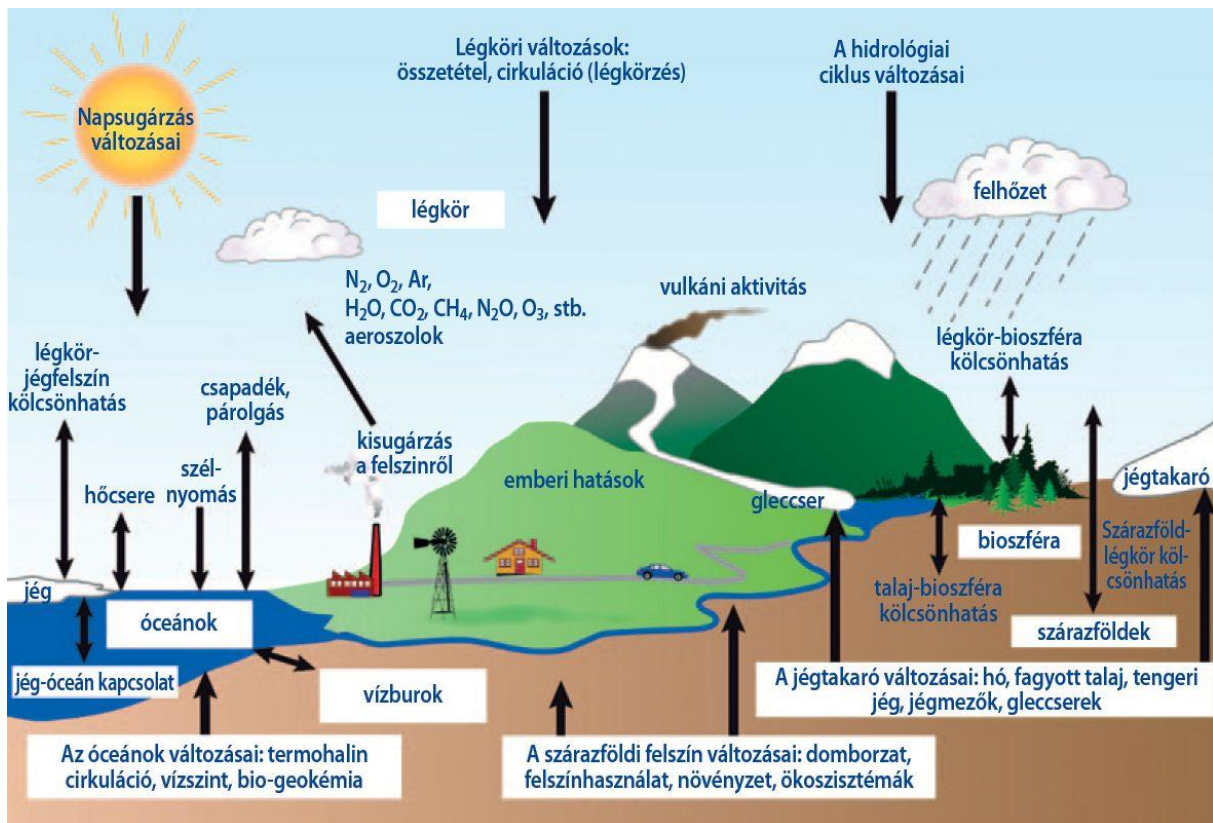 Napsugárzás
változásai
Légköri változások:
összetétel, cirkuláció (légkörzés)
A hidrológiai
ciklus változásai
felhőzet
légkör
N₂, O₂, Ar,
H₂O, CO₂, CH₄, N₂O, O₃, stb.
aeroszolok
vulkáni aktivitás
légkör-
jégfelszín
kölcsönhatás
csapadék,
párolgás
légkör-bioszféra
kölcsönhatás
hőcsere
szél-
nyomás
kisugárzás
a felszinről
emberi hatások
gleccser
jégtakaró
bioszféra
Szárazföld-
légkör köl-
csönhatás
talaj-bioszféra
kölcsönhatás
szárazföldek
jég
óceánok
jég-óceán kapcsolat
vízburok
A jégtakaró változásai: hó, fagyott talaj, tengeri
jég, jégmezők, gleccserek
Az óceánok változásai: termohalin
cirkuláció, vízszint, bio-geokémia
A szárazföldi felszín változásai: domborzat,
felszínhasználat, növényzet, ökoszisztémák